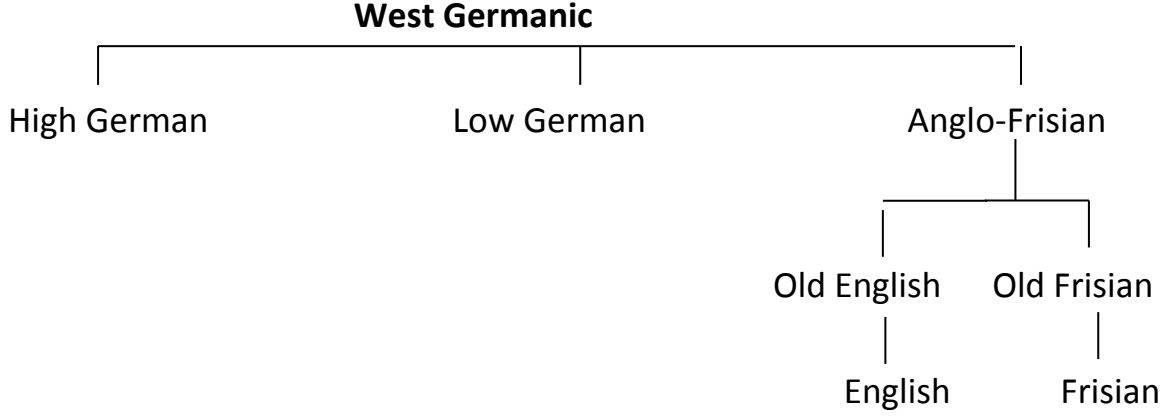 West Germanic
High German Low German Anglo-Frisian
Old English Old Frisian
English Frisian